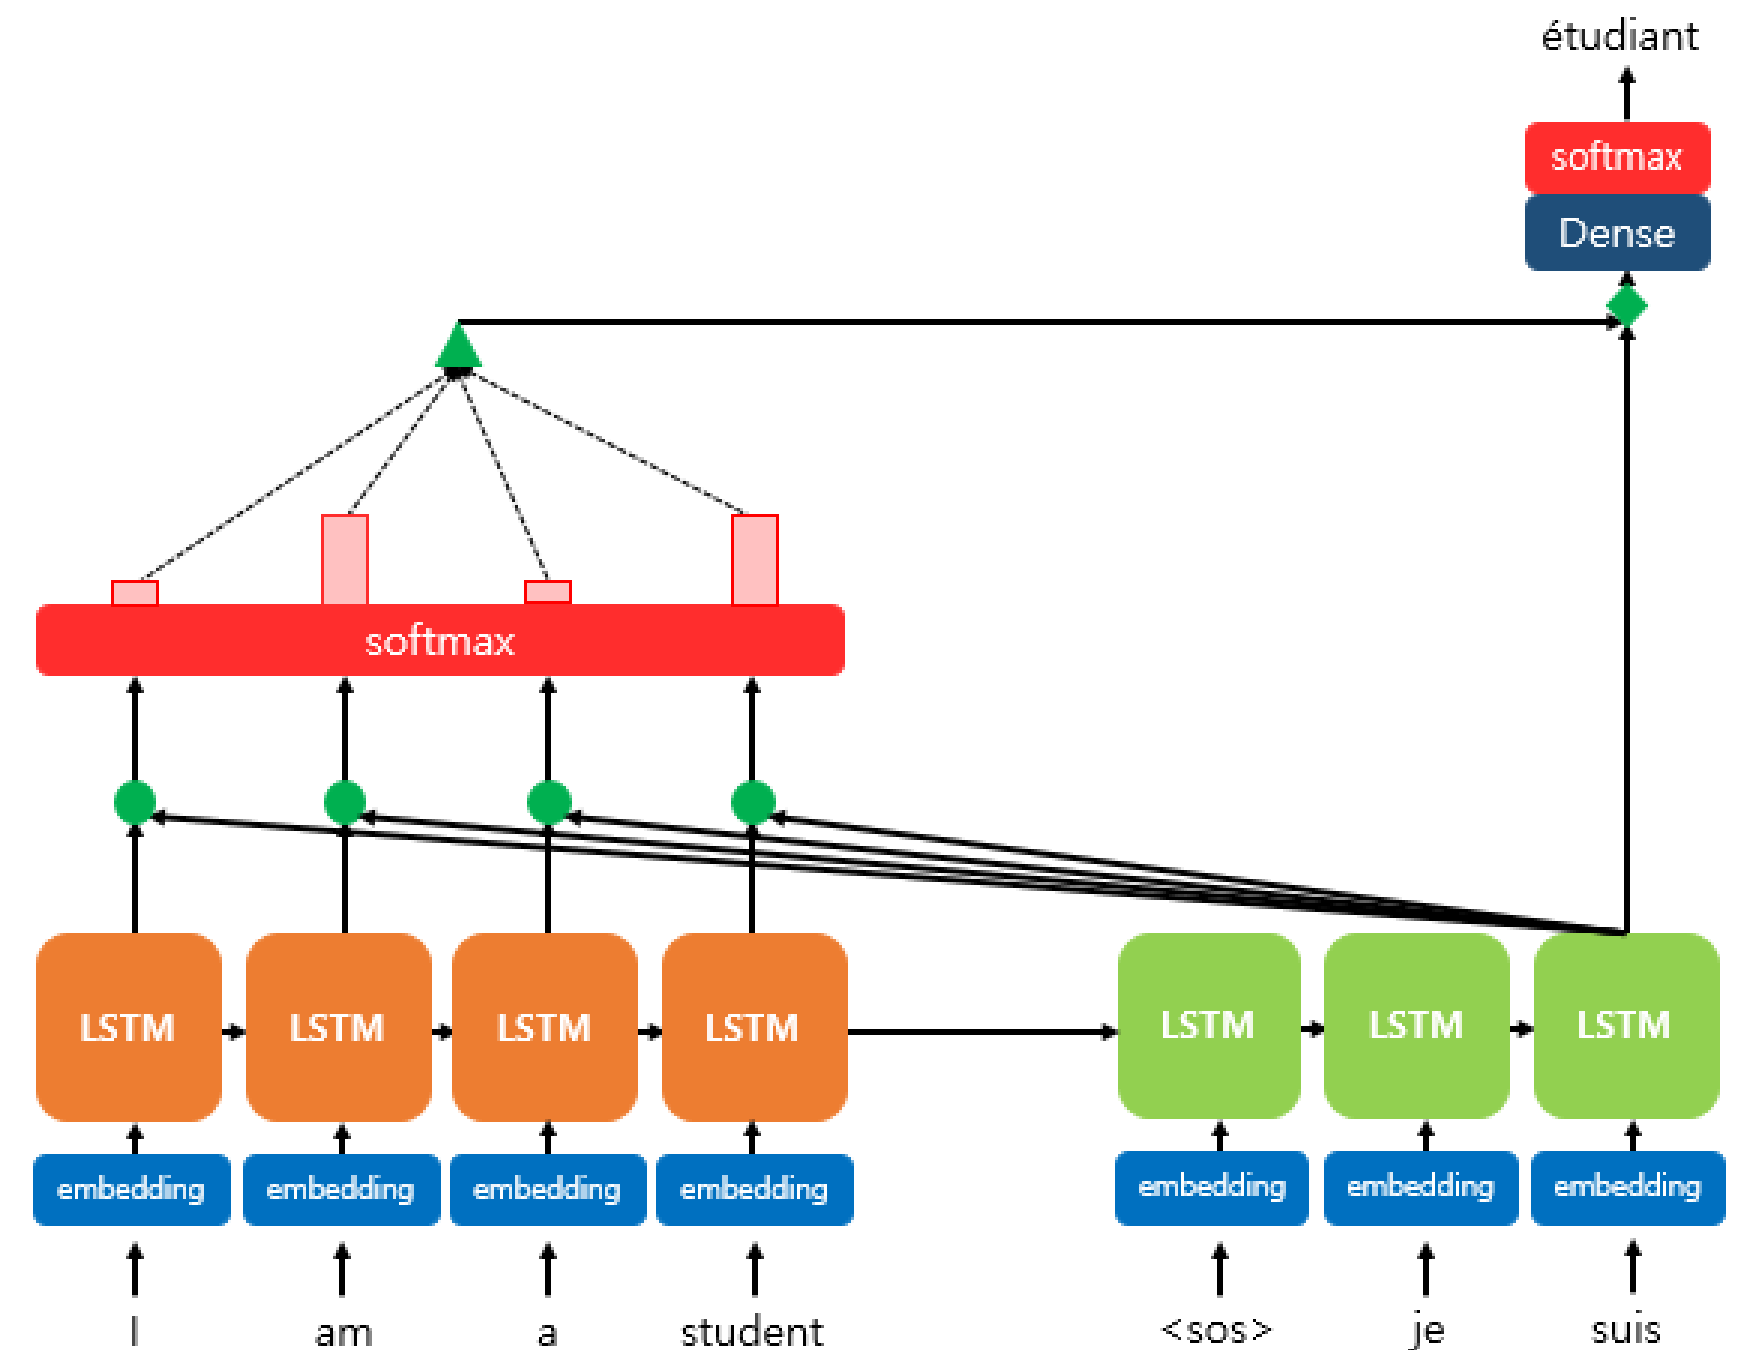 étudiant
softmax
Dense
softmax
LSTM LSTM LSTM LSTM LSTM LSTM LSTM
embedding embedding embedding embedding embedding embedding embedding
I am a student <sos> je suis